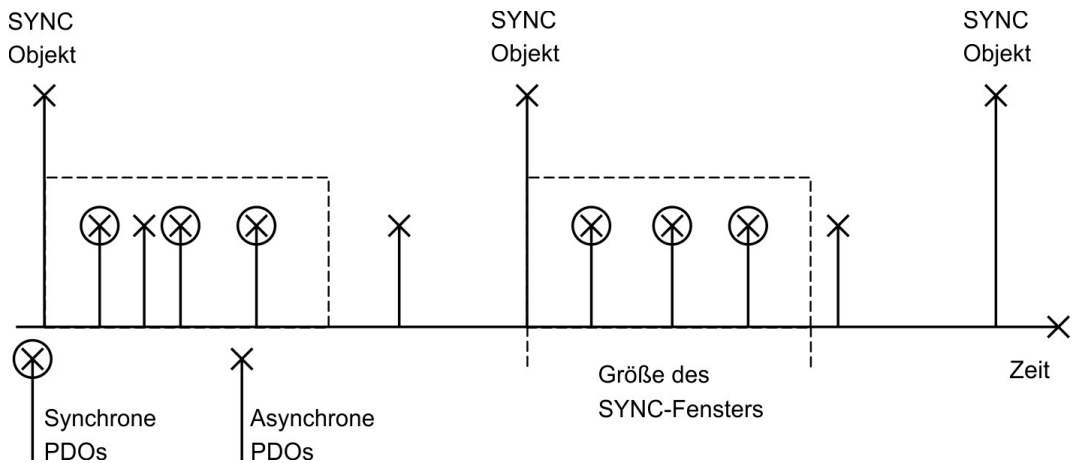 SYNC
Objekt
SYNC
Objekt
SYNC
Objekt
Zeit
Größe des
SYNC-Fensters
Synchrone
PDOs
Asynchrone
PDOs